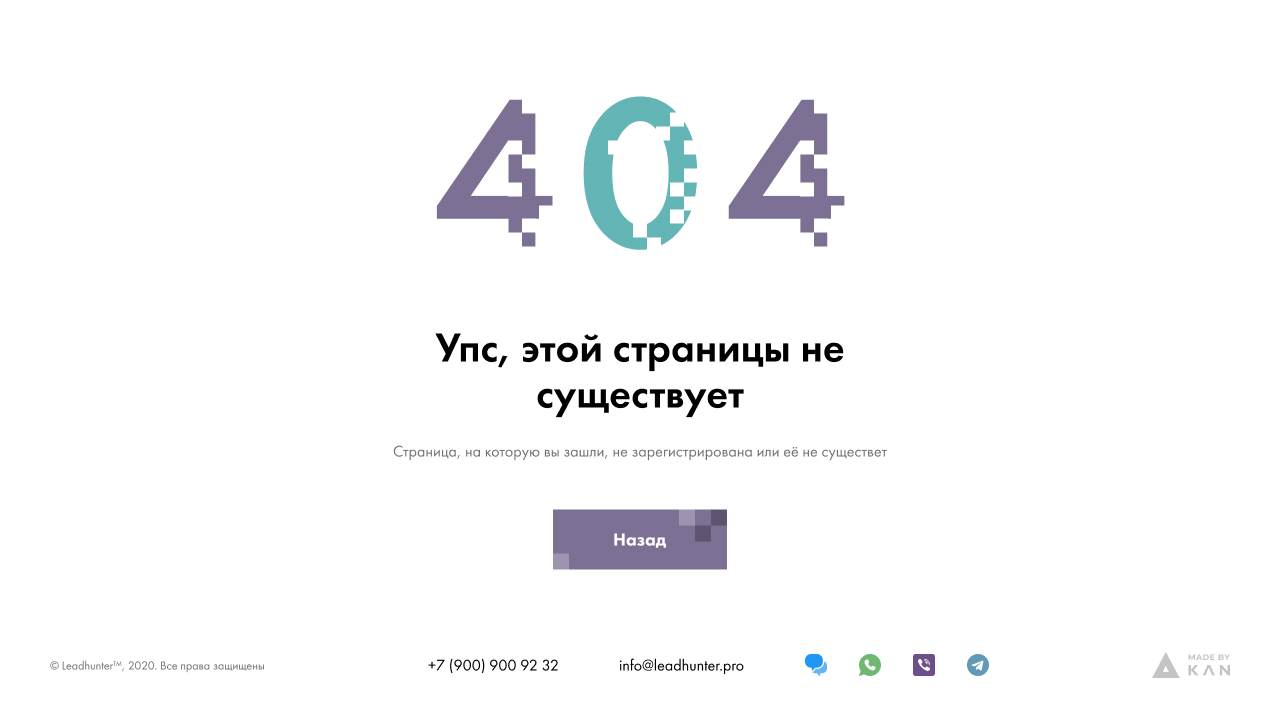 404
Упс, этой страницы не
существует
Страница, на которую вы зашли, не зарегистрирована или её не существет
Назад
© Leadhunter™, 2020. Все права защищены
+7 (900) 900 92 32
info@leadhunter.pro
MADE BY
KAN